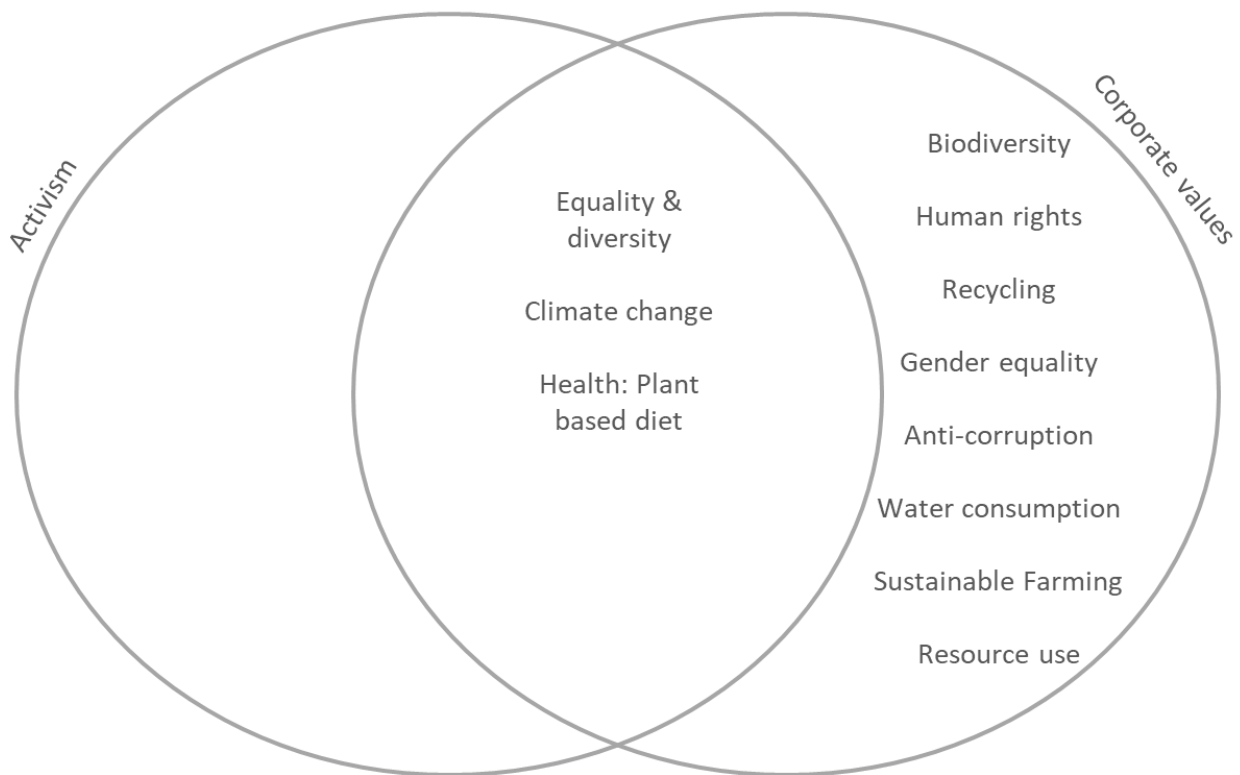 Activism
Equality &
diversity
Climate change
Health: Plant
based diet
Corporate values
Biodiversity
Human rights
Recycling
Gender equality
Anti-corruption
Water consumption
Sustainable Farming
Resource use